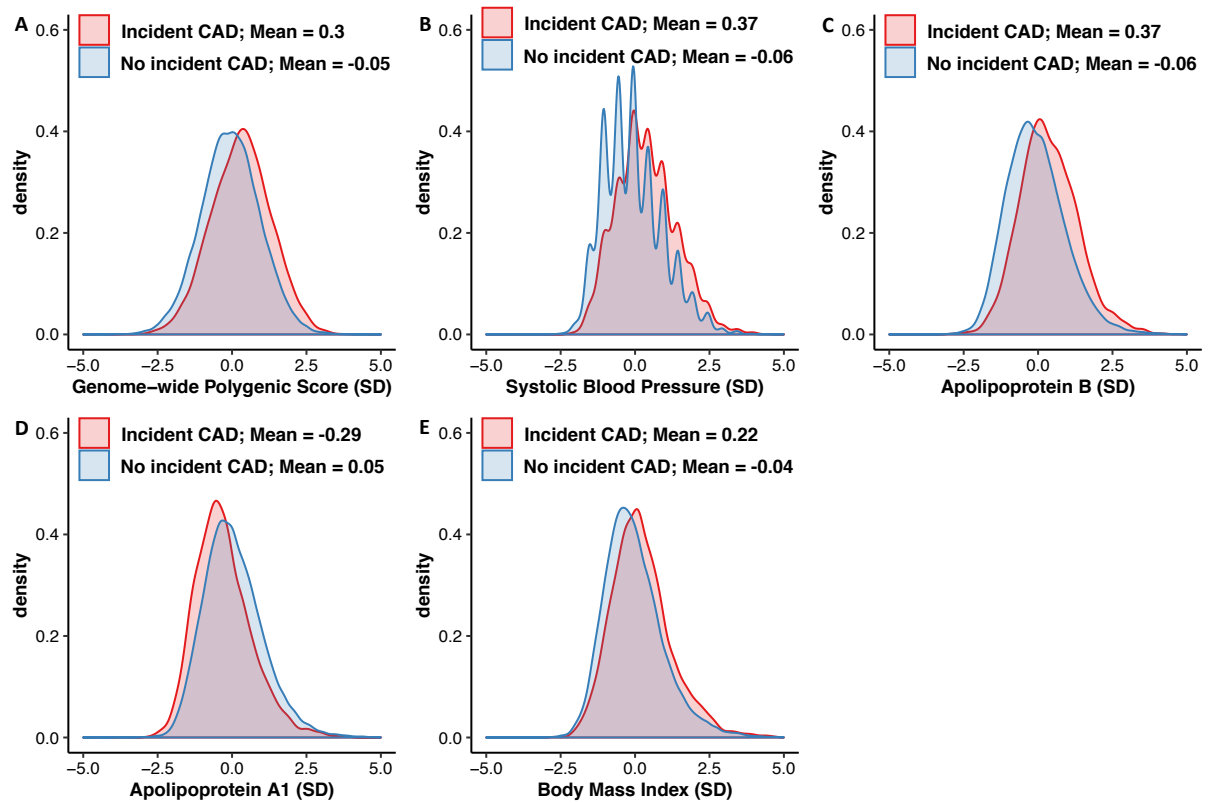 A
Incident CAD; Mean = 0.3
No incident CAD; Mean = -0.05
0.6
0.4
0.2
0.0
density
−5.0 −2.5 0.0 2.5 5.0
Genome−wide Polygenic Score (SD)
B
Incident CAD; Mean = 0.37
No incident CAD; Mean = -0.06
0.6
0.4
0.2
0.0
density
−5.0 −2.5 0.0 2.5 5.0
Systolic Blood Pressure (SD)
C
Incident CAD; Mean = 0.37
No incident CAD; Mean = -0.06
0.6
0.4
0.2
0.0
density
−5.0 −2.5 0.0 2.5 5.0
Apolipoprotein B (SD)
D
Incident CAD; Mean = -0.29
No incident CAD; Mean = 0.05
0.6
0.4
0.2
0.0
density
−5.0 −2.5 0.0 2.5 5.0
Apolipoprotein A1 (SD)
E
Incident CAD; Mean = 0.22
No incident CAD; Mean = -0.04
0.6
0.4
0.2
0.0
density
−5.0 −2.5 0.0 2.5 5.0
Body Mass Index (SD)